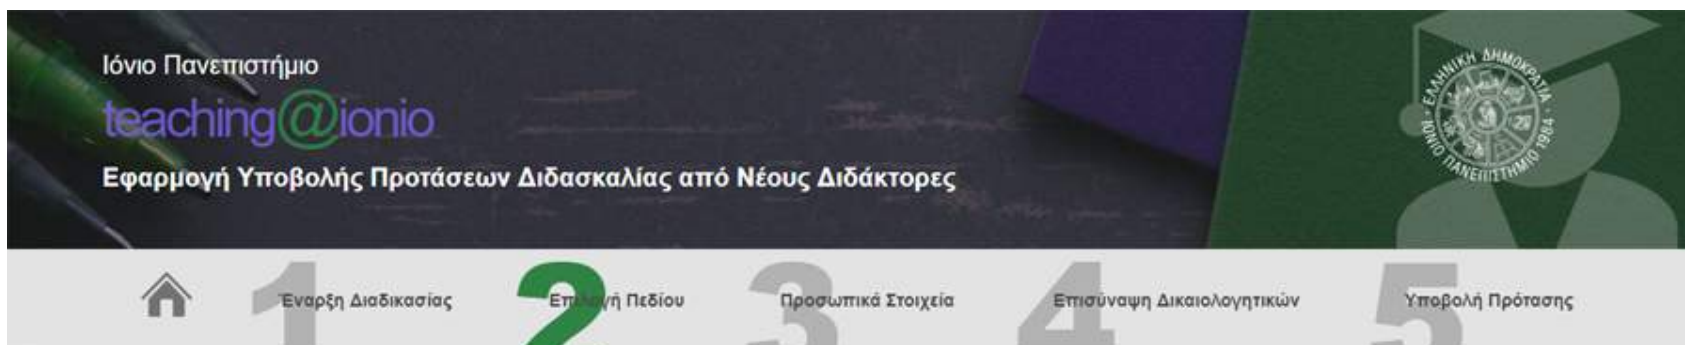 Ιόνιο Πανεπιστήμιο
teaching@ionio
Εφαρμογή Υποβολής Προτάσεων Διδασκαλίας από Νέους Διδάκτορες
ΕΛΛΗΝΙΚΗ ΔΗΜΟΚΡΑΤΙΑ · ΙΟΝΙΟ ΠΑΝΕΠΙΣΤΗΜΙΟ 1984
1 Έναρξη Διαδικασίας
2 Επιλογή Πεδίου
3 Προσωπικά Στοιχεία
4 Επισύναψη Δικαιολογητικών
5 Υποβολή Πρότασης